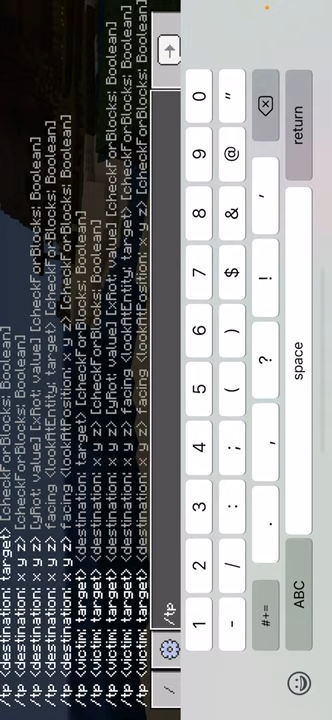 /tp <destination: target> [checkForBlocks: Boolean]
/tp <destination: x y z> [checkForBlocks: Boolean]
/tp <destination: x y z> [yRot: value] [xRot: value] [checkForBlocks: Boolean]
/tp <destination: x y z> facing <lookAtEntity: target> [checkForBlocks: Boolean]
/tp <destination: x y z> facing <lookAtPosition: x y z> [checkForBlocks: Boolean]
/tp <victim: target> <destination: target> [checkForBlocks: Boolean]
/tp <victim: target> <destination: x y z> [checkForBlocks: Boolean]
/tp <victim: target> <destination: x y z> [yRot: value] [xRot: value] [checkForBlocks: Boolean]
/tp <victim: target> <destination: x y z> facing <lookAtEntity: target> [checkForBlocks: Boolean]
/tp <victim: target> <destination: x y z> facing <lookAtPosition: x y z> [checkForBlocks: Boolean]
/ /tp
1 2 3 4 5 6 7 8 9 0
- / : ; ( ) $ & @ "
#+= . , ? ! '
ABC space return